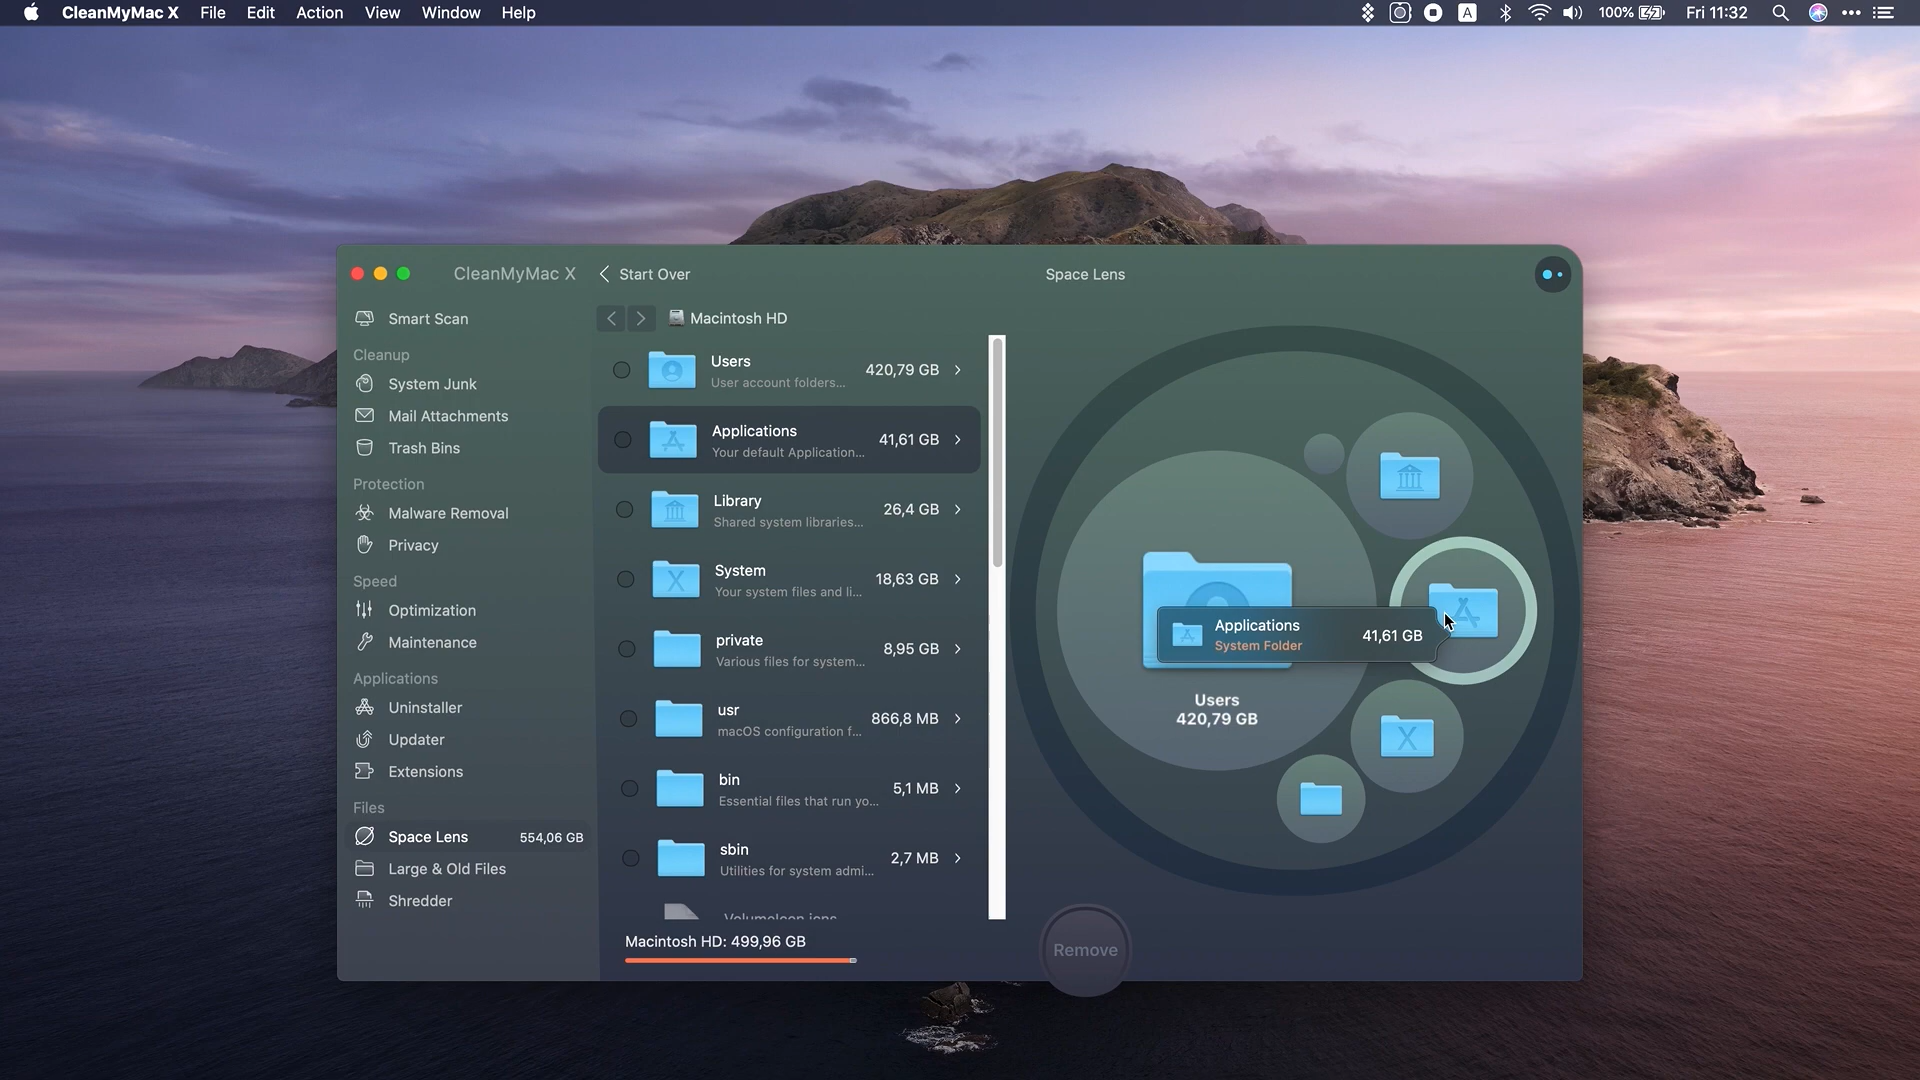 CleanMyMac X File Edit Action View Window Help
A 100% Fri 11:32
CleanMyMac X
Start Over
Space Lens
Smart Scan
Cleanup
System Junk
Mail Attachments
Trash Bins
Protection
Malware Removal
Privacy
Speed
Optimization
Maintenance
Applications
Uninstaller
Updater
Extensions
Files
Space Lens 554,06 GB
Large & Old Files
Shredder
Macintosh HD
Users 420,79 GB
User account folders...
Applications 41,61 GB
Your default Application...
Library 26,4 GB
Shared system libraries...
System 18,63 GB
Your system files and li...
private 8,95 GB
Various files for system...
usr 866,8 MB
macOS configuration f...
bin 5,1 MB
Essential files that run yo...
sbin 2,7 MB
Utilities for system admi...
Macintosh HD: 499,96 GB
Applications 41,61 GB
System Folder
Users
420,79 GB
Remove